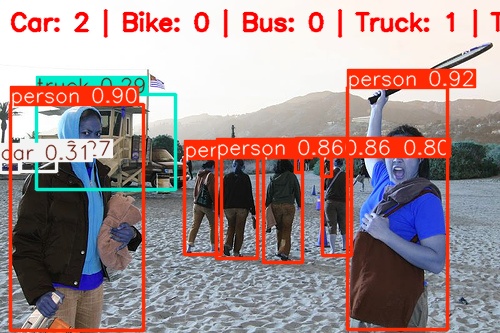 Car: 2 | Bike: 0 | Bus: 0 | Truck: 1 | T
truck 0.29
person 0.92
person 0.90
person 0.86 0.86 0.80
car 0.31